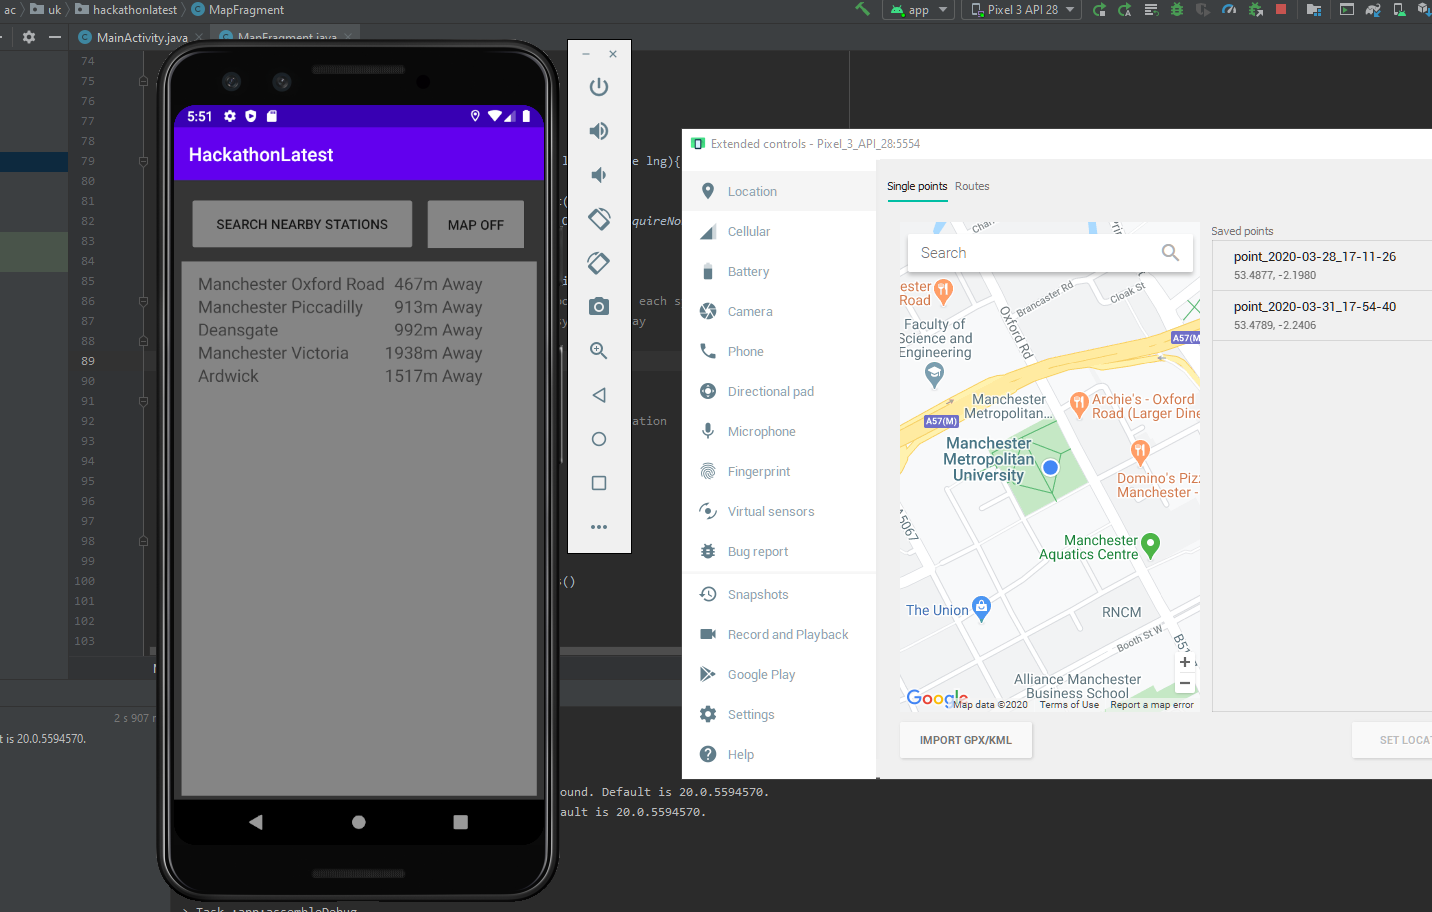 ac uk hackathonlatest MapFragment
app Pixel 3 API 28
MainActivity.java MapFragment.java
74
75
76
77
78
79
80
81
82
83
84
85
86
87
88
89
90
91
92
93
94
95
96
97
98
99
100
101
102
103
lng){
each s
ation
()
2 s 907
t is 20.0.5594570.
ound. Default is 20.0.5594570.
ault is 20.0.5594570.
> Task :app:assembleDebug
5:51
HackathonLatest
SEARCH NEARBY STATIONS MAP OFF
Manchester Oxford Road 467m Away
Manchester Piccadilly 913m Away
Deansgate 992m Away
Manchester Victoria 1938m Away
Ardwick 1517m Away
Extended controls - Pixel_3_API_28:5554
Location
Cellular
Battery
Camera
Phone
Directional pad
Microphone
Fingerprint
Virtual sensors
Bug report
Snapshots
Record and Playback
Google Play
Settings
Help
Single points Routes
Search
ester
Road
Brancaster Rd
Cloak St
Oxford Rd
Faculty of
Science and
Engineering
A57(M)
Manchester
Metropolitan...
Archie's - Oxford
Road (Larger Dine
A57(M)
Manchester
Metropolitan
University
Domino's Piz
Manchester -
A5067
Manchester
Aquatics Centre
The Union
RNCM
Booth St W
B51
Alliance Manchester
Business School
+
−
Google
Map data ©2020 Terms of Use Report a map error
IMPORT GPX/KML
Saved points
point_2020-03-28_17-11-26
53.4877, -2.1980
point_2020-03-31_17-54-40
53.4789, -2.2406
SET LOCAT